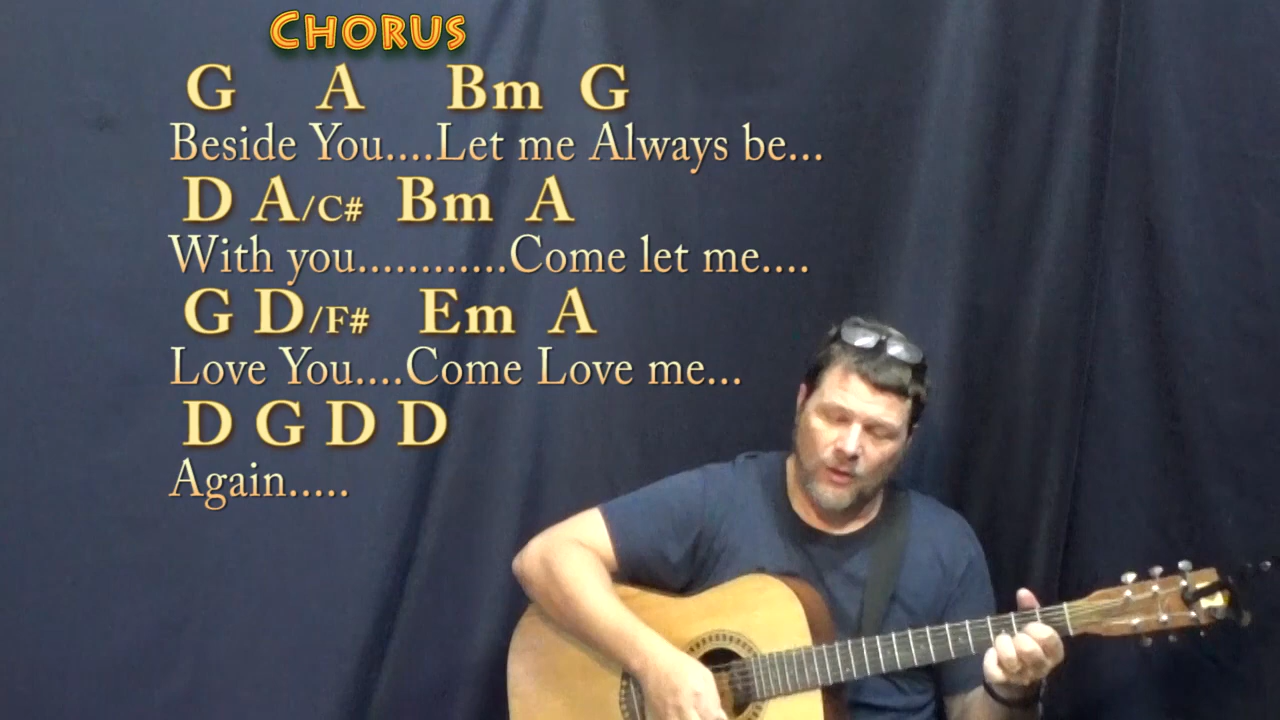 CHORUS
G A Bm G
Beside You....Let me Always be...
D A/C# Bm A
With you............Come let me....
G D/F# Em A
Love You....Come Love me...
D G D D
Again.....